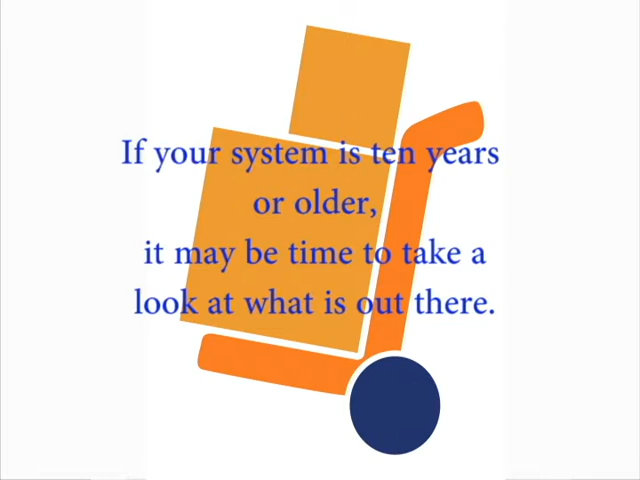 If your system is ten years
or older,
it may be time to take a
look at what is out there.